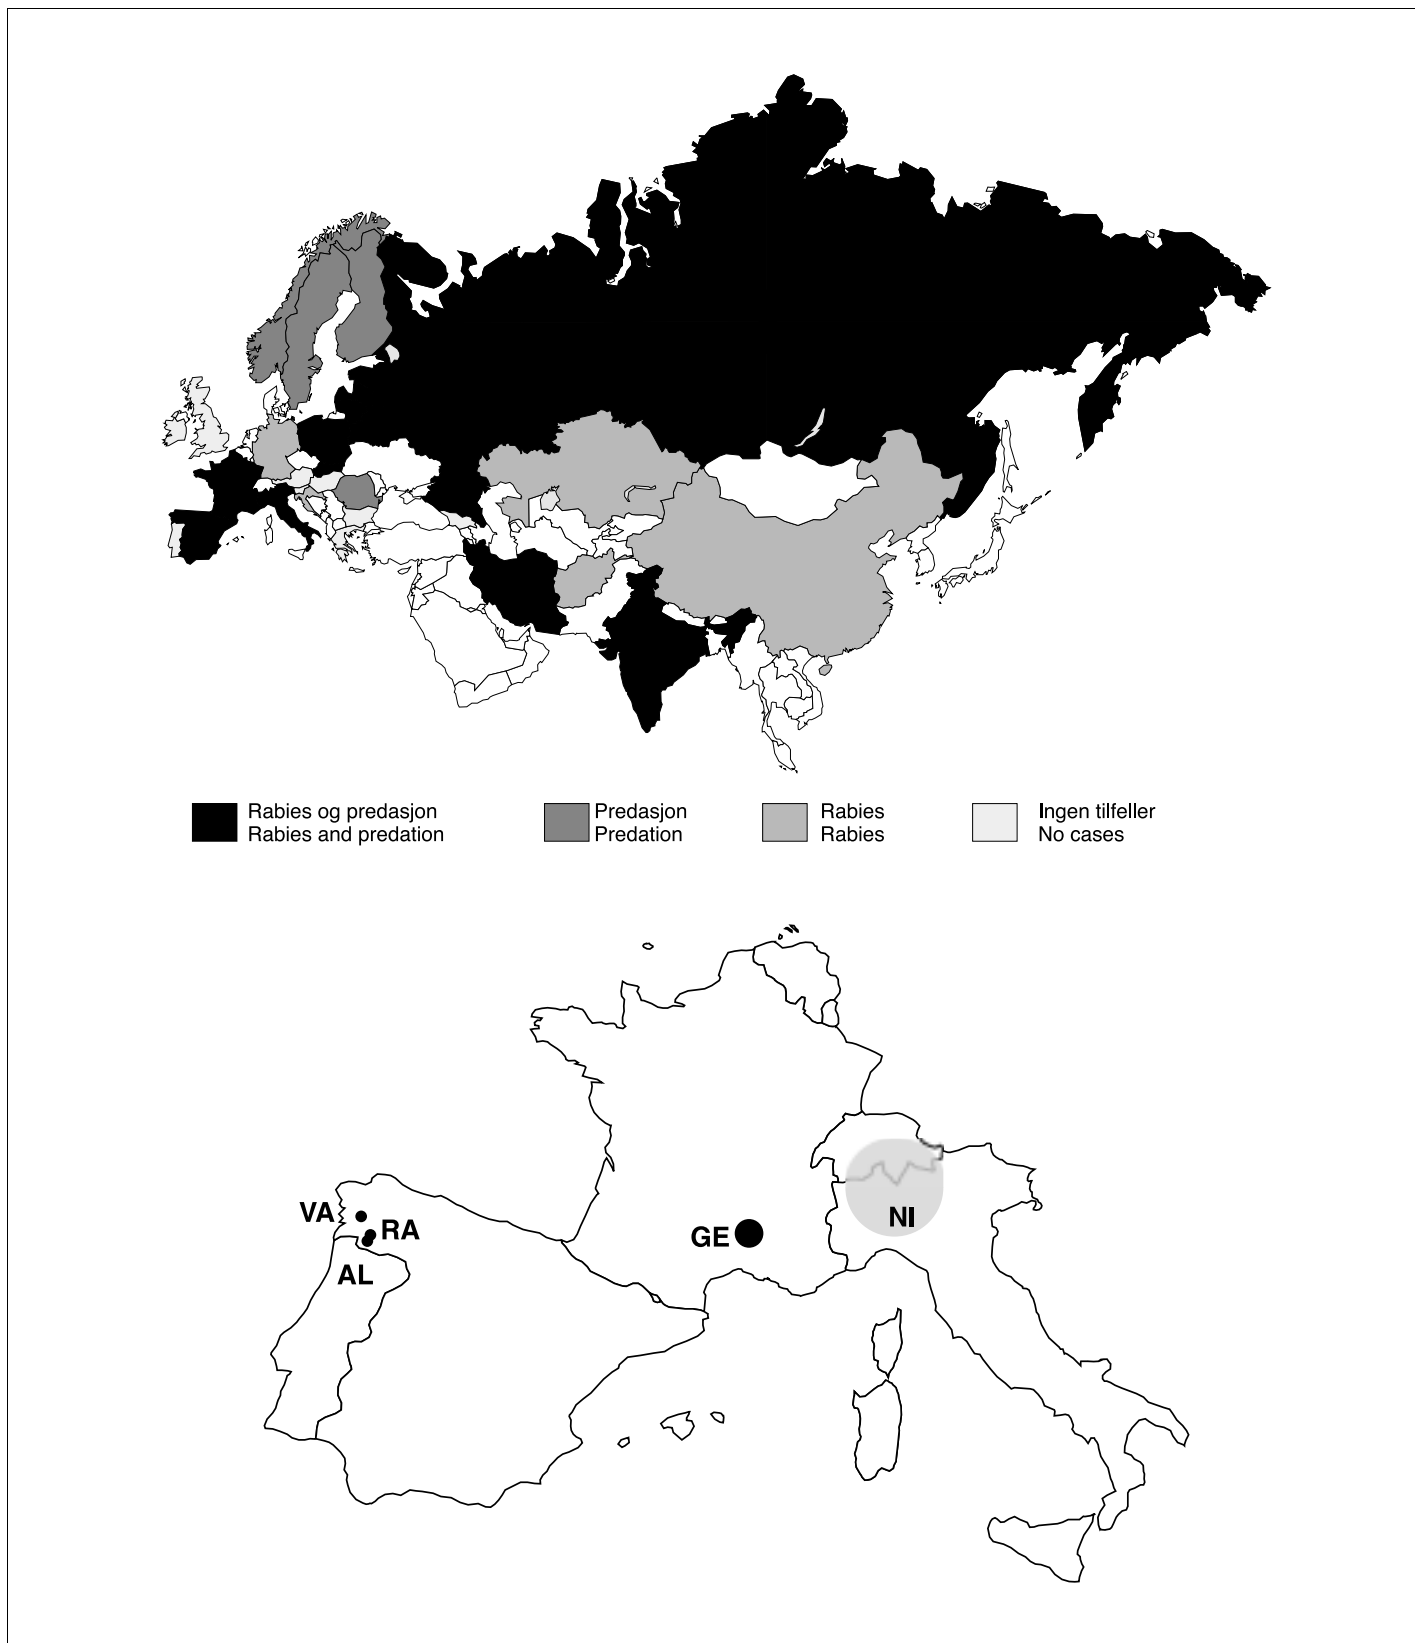 Rabies og predasjon
Rabies and predation
Predasjon
Predation
Rabies
Rabies
Ingen tilfeller
No cases
VA
RA
AL
GE
NI